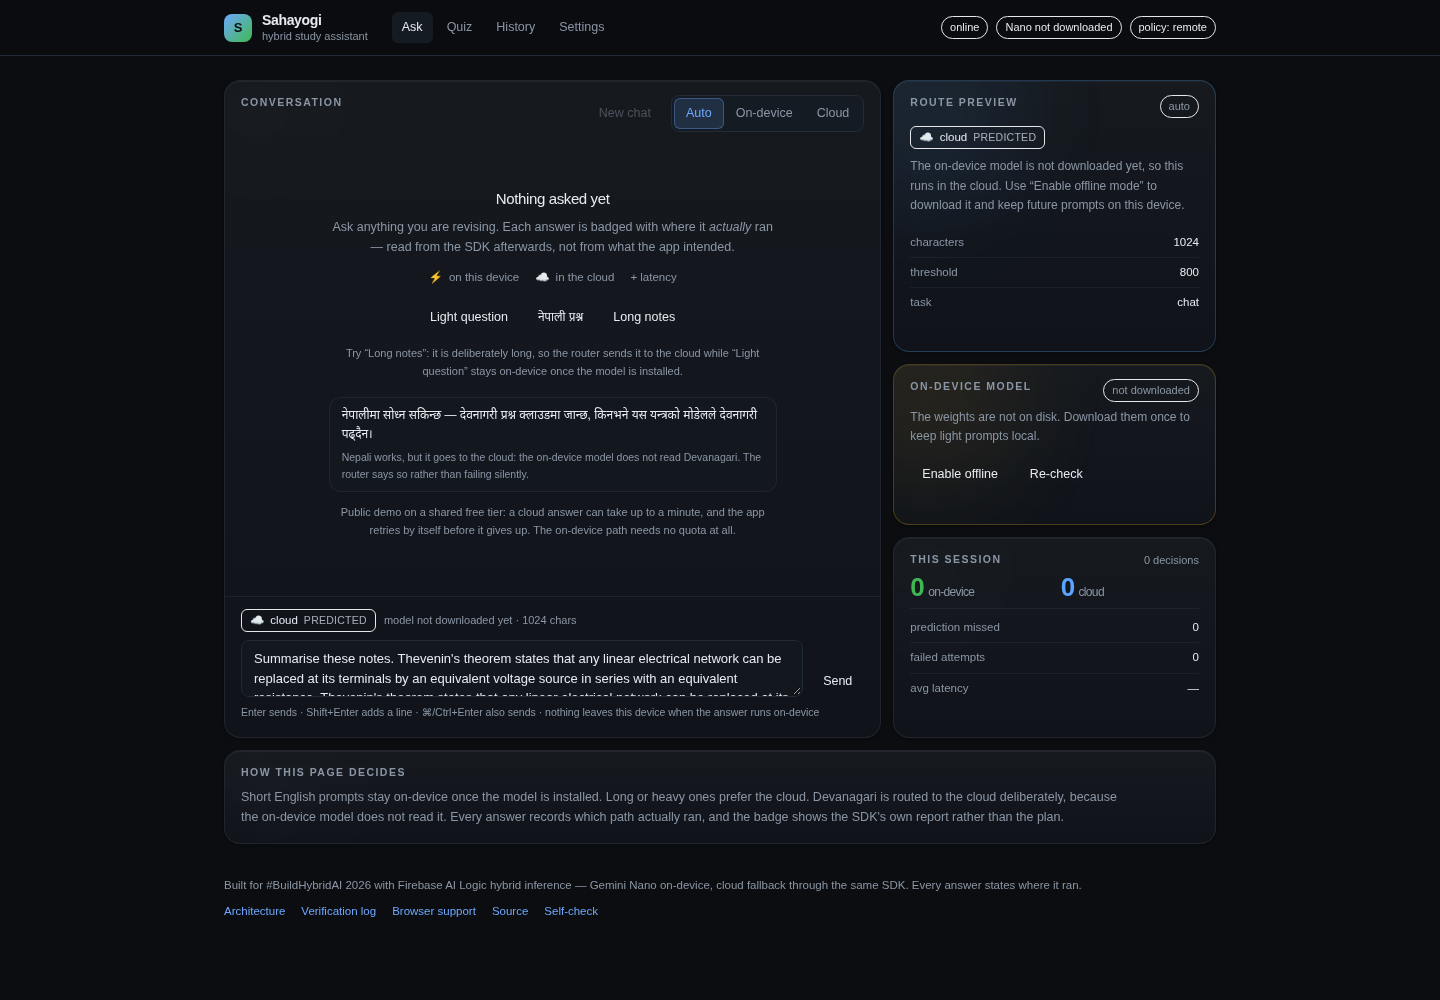 S
Sahayogi
hybrid study assistant
Ask
Quiz
History
Settings
online
Nano not downloaded
policy: remote
CONVERSATION
New chat
Auto
On-device
Cloud
Nothing asked yet
Ask anything you are revising. Each answer is badged with where it actually ran
— read from the SDK afterwards, not from what the app intended.
⚡ on this device ☁️ in the cloud + latency
Light question
नेपाली प्रश्न
Long notes
Try “Long notes”: it is deliberately long, so the router sends it to the cloud while “Light
question” stays on-device once the model is installed.
नेपालीमा सोध्न सकिन्छ — देवनागरी प्रश्न क्लाउडमा जान्छ, किनभने यस यन्त्रको मोडेलले देवनागरी
पढ्दैन।
Nepali works, but it goes to the cloud: the on-device model does not read Devanagari. The
router says so rather than failing silently.
Public demo on a shared free tier: a cloud answer can take up to a minute, and the app
retries by itself before it gives up. The on-device path needs no quota at all.
☁️ cloud PREDICTED
model not downloaded yet · 1024 chars
Summarise these notes. Thevenin's theorem states that any linear electrical network can be
replaced at its terminals by an equivalent voltage source in series with an equivalent
resistance. Thevenin's theorem states that any linear electrical network can be replaced at its
Send
Enter sends · Shift+Enter adds a line · ⌘/Ctrl+Enter also sends · nothing leaves this device when the answer runs on-device
ROUTE PREVIEW
auto
☁️ cloud PREDICTED
The on-device model is not downloaded yet, so this
runs in the cloud. Use “Enable offline mode” to
download it and keep future prompts on this device.
characters 1024
threshold 800
task chat
ON-DEVICE MODEL
not downloaded
The weights are not on disk. Download them once to
keep light prompts local.
Enable offline
Re-check
THIS SESSION
0 decisions
0 on-device
0 cloud
prediction missed 0
failed attempts 0
avg latency —
HOW THIS PAGE DECIDES
Short English prompts stay on-device once the model is installed. Long or heavy ones prefer the cloud. Devanagari is routed to the cloud deliberately, because
the on-device model does not read it. Every answer records which path actually ran, and the badge shows the SDK's own report rather than the plan.
Built for #BuildHybridAI 2026 with Firebase AI Logic hybrid inference — Gemini Nano on-device, cloud fallback through the same SDK. Every answer states where it ran.
Architecture
Verification log
Browser support
Source
Self-check